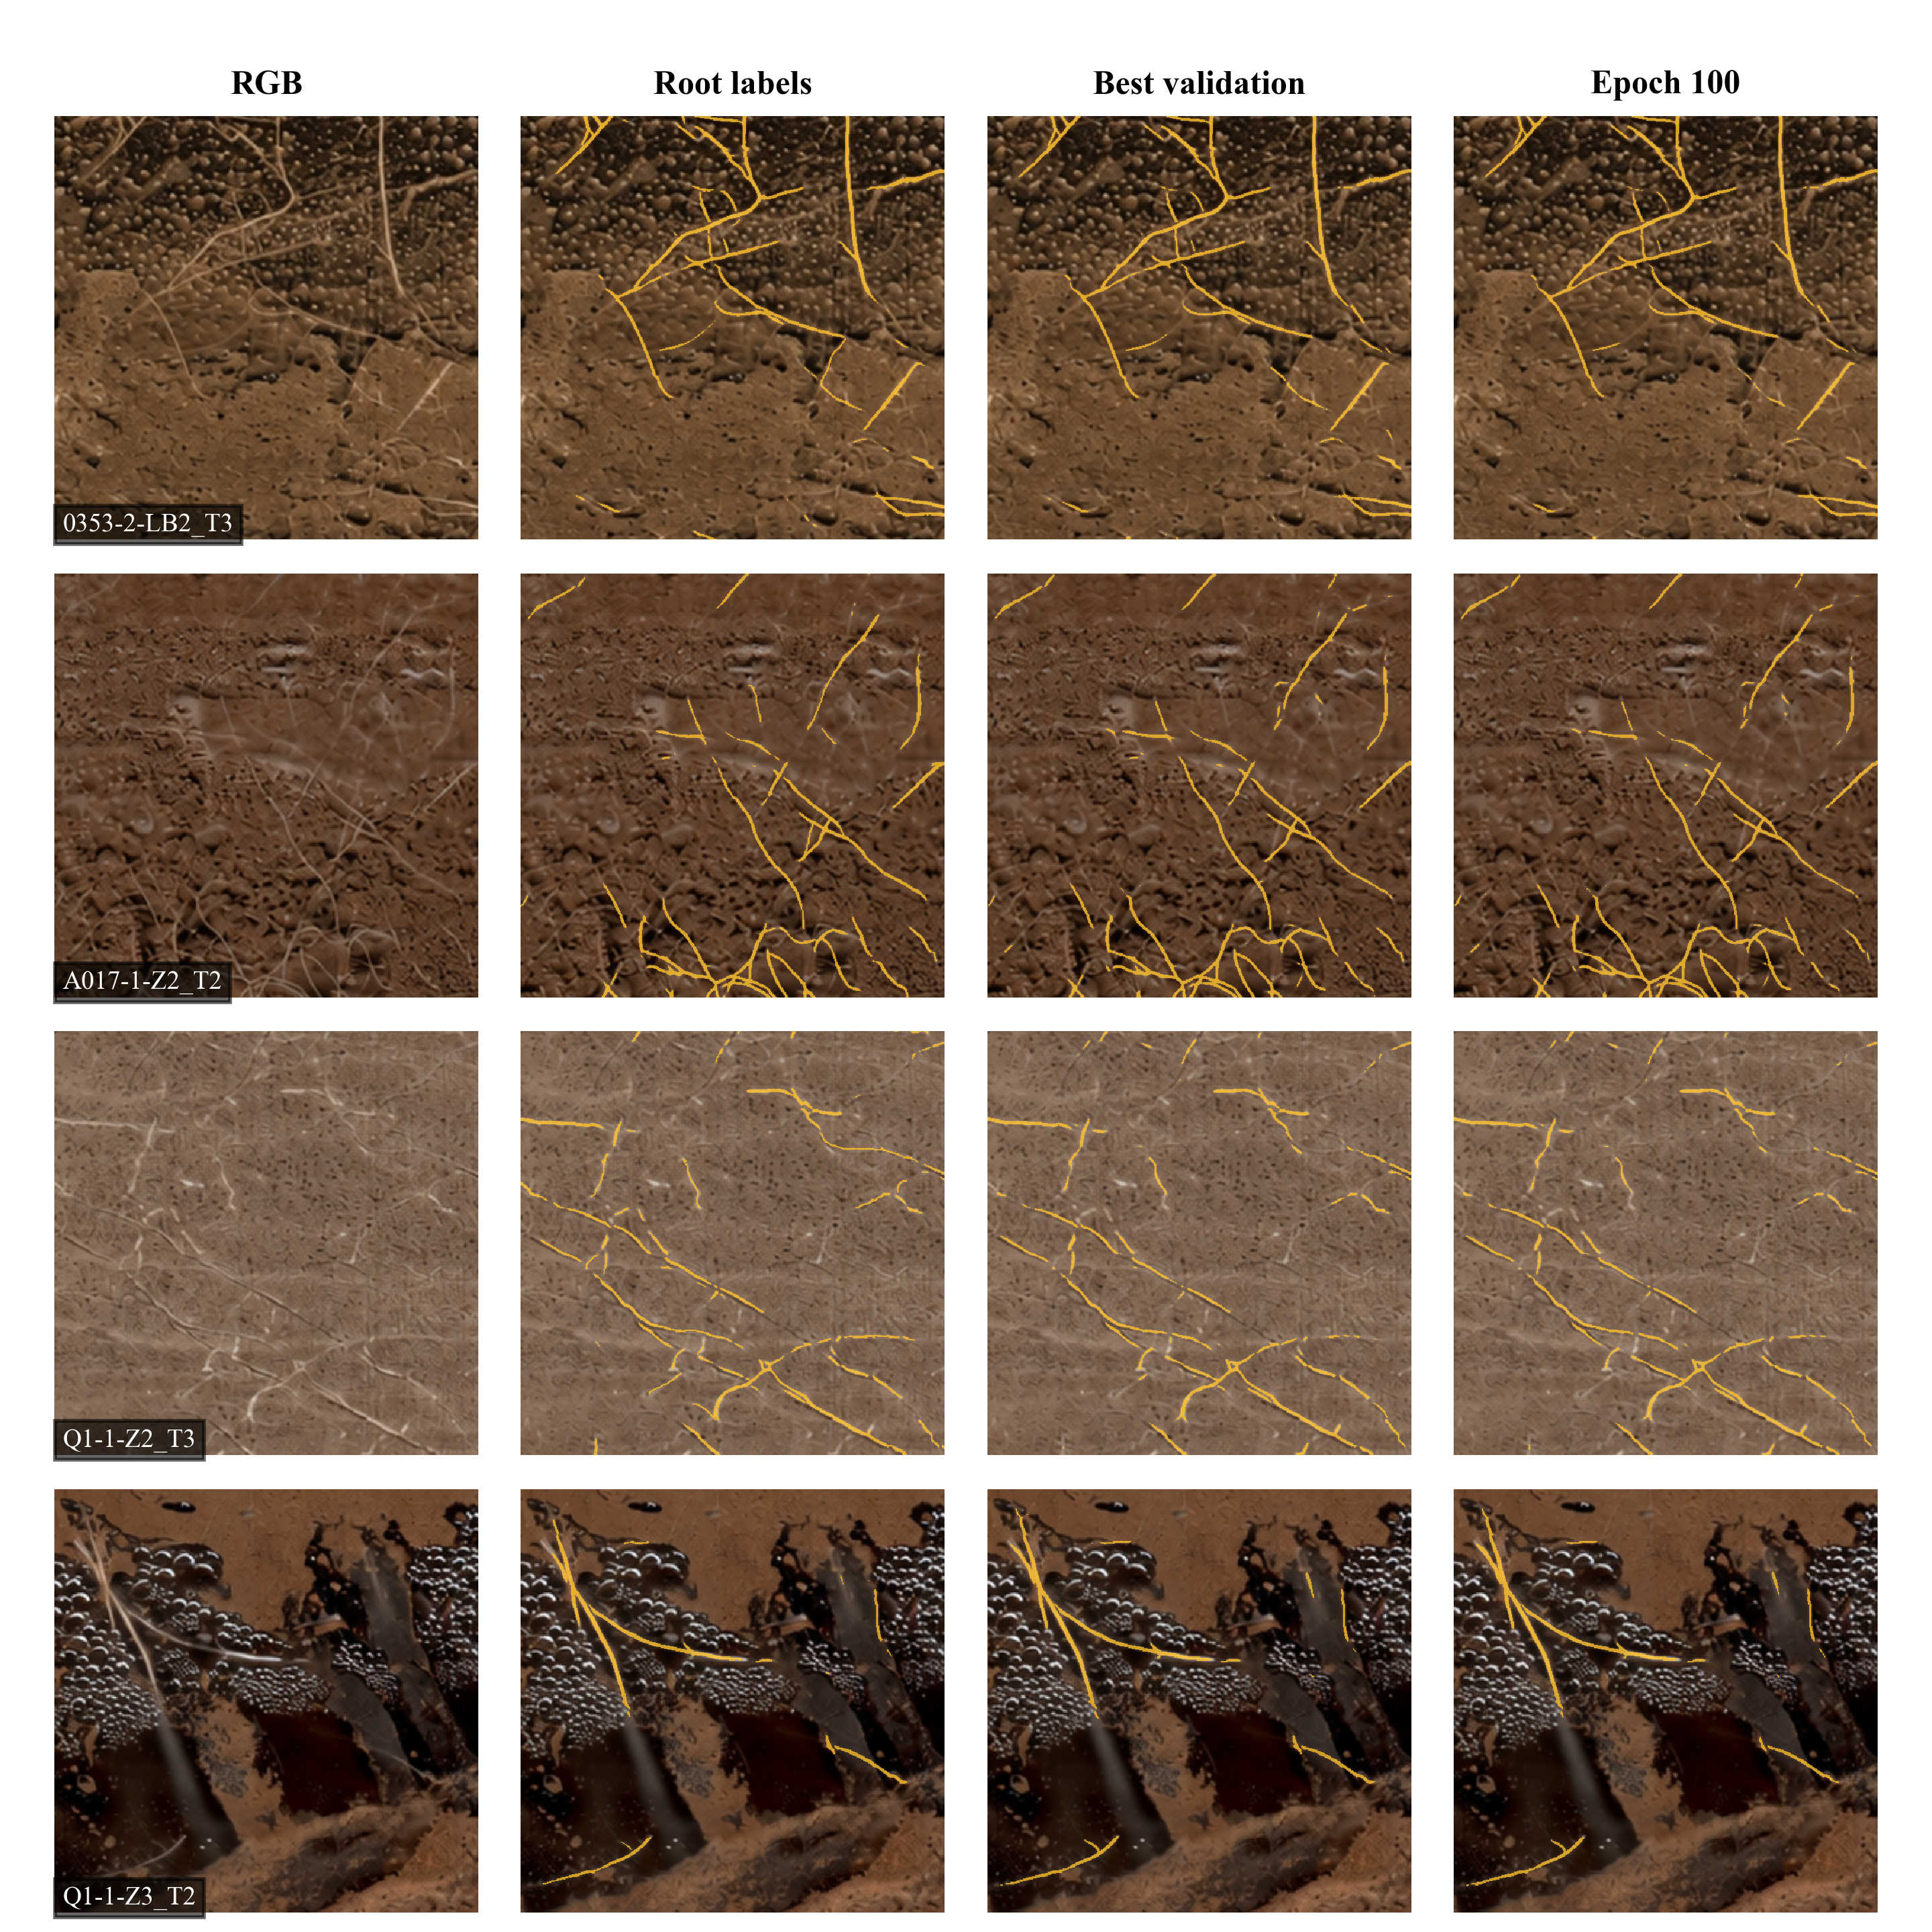 RGB Root labels Best validation Epoch 100
0353-2-LB2_T3
A017-1-Z2_T2
Q1-1-Z2_T3
Q1-1-Z3_T2